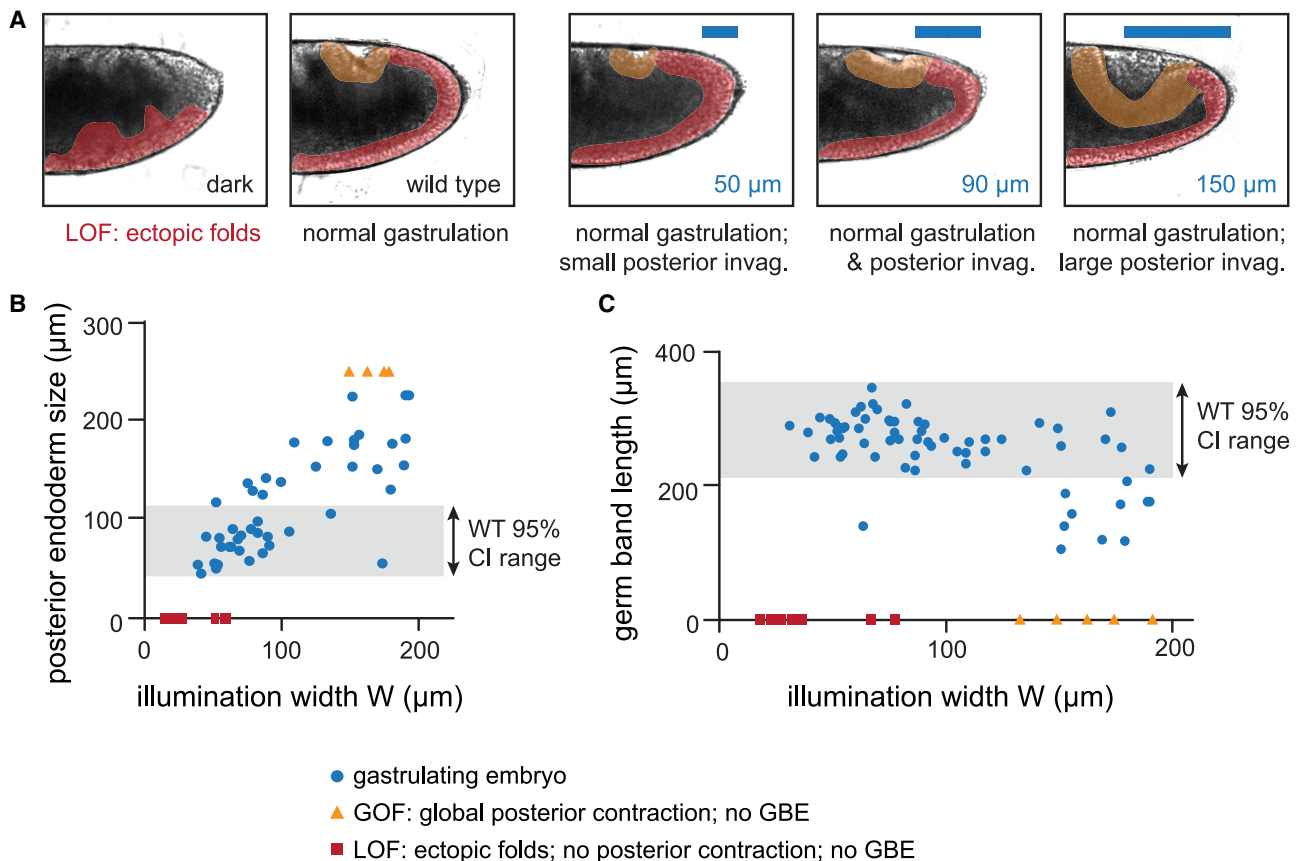 A
dark
wild type
50 µm
90 µm
150 µm
LOF: ectopic folds
normal gastrulation
normal gastrulation;
small posterior invag.
normal gastrulation
& posterior invag.
normal gastrulation;
large posterior invag.
B
posterior endoderm size (µm)
300
200
100
0
0
100
200
illumination width W (µm)
WT 95%
CI range
C
germ band length (µm)
400
200
0
0
100
200
illumination width W (µm)
WT 95%
CI range
gastrulating embryo
GOF: global posterior contraction; no GBE
LOF: ectopic folds; no posterior contraction; no GBE